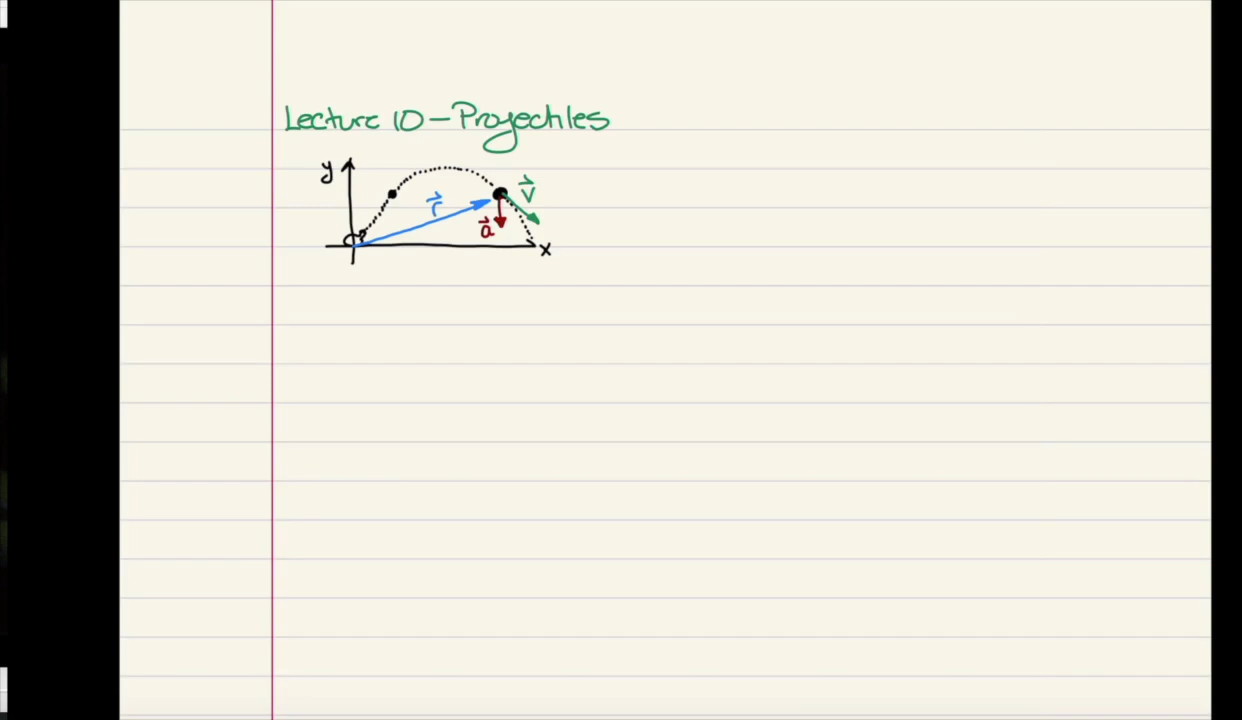 Lecture 10 - Projectiles
y
r⃗
v⃗
a⃗
x